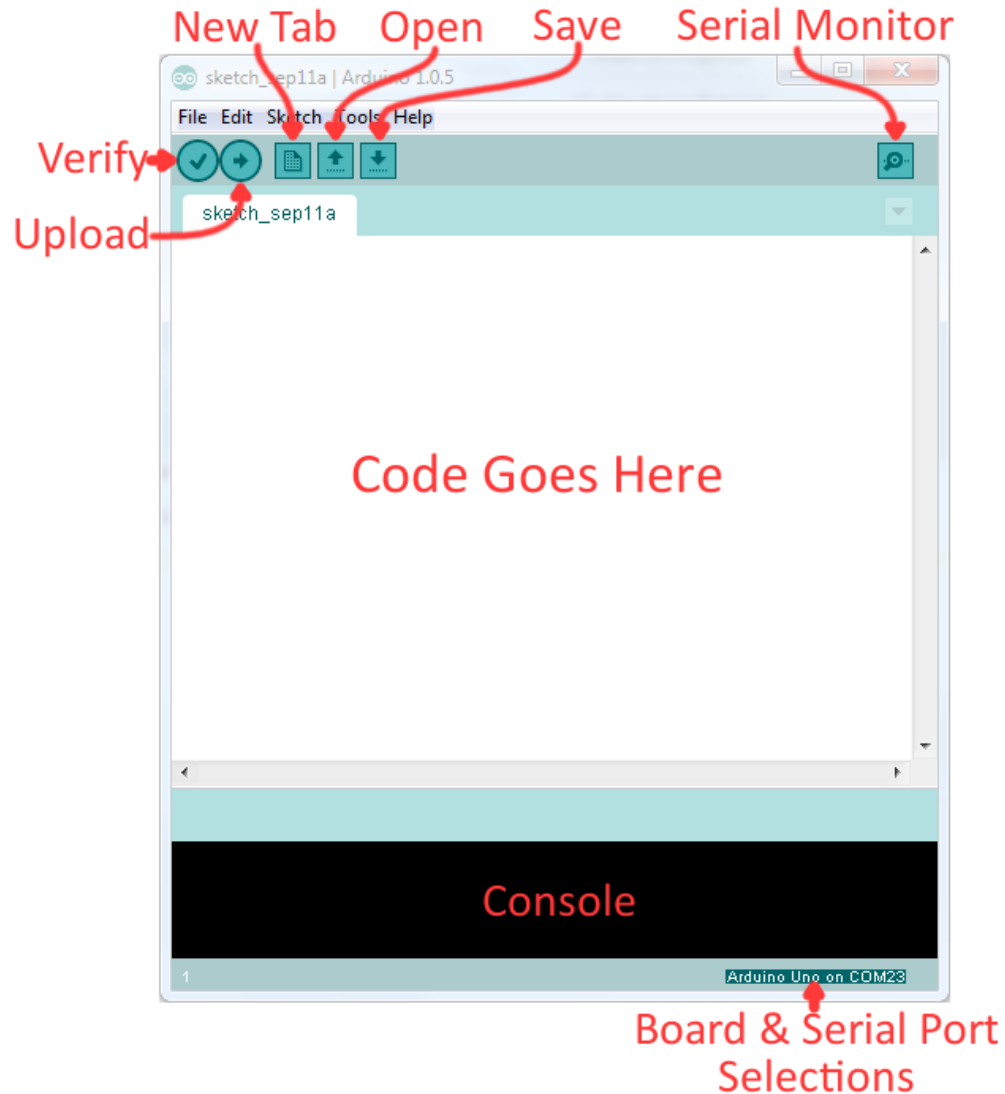 New Tab Open Save Serial Monitor
sketch_sep11a | Arduino 1.0.5
File Edit Sketch Tools Help
Verify
sketch_sep11a
Upload
Code Goes Here
Console
1 Arduino Uno on COM23
Board & Serial Port
Selections